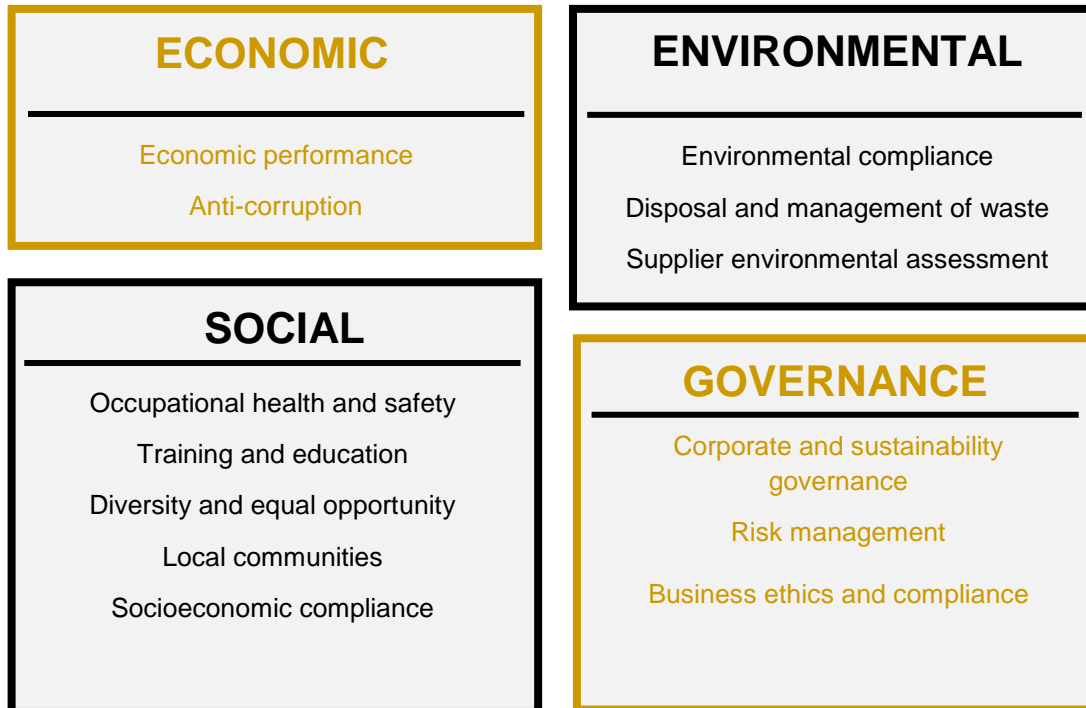 ECONOMIC
Economic performance
Anti-corruption
ENVIRONMENTAL
Environmental compliance
Disposal and management of waste
Supplier environmental assessment
SOCIAL
Occupational health and safety
Training and education
Diversity and equal opportunity
Local communities
Socioeconomic compliance
GOVERNANCE
Corporate and sustainability
governance
Risk management
Business ethics and compliance